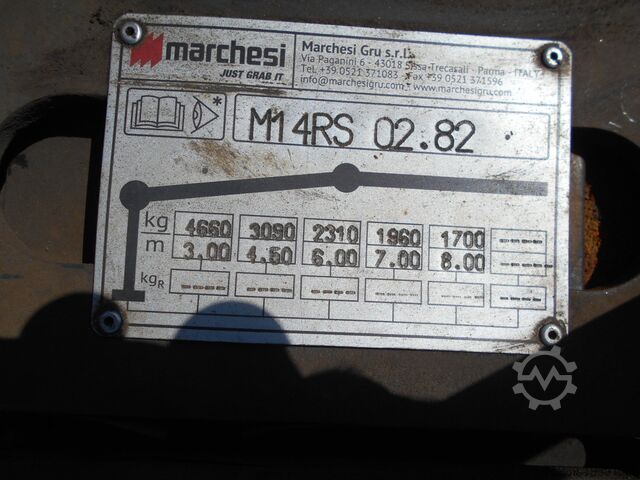 marchesi
JUST GRAB IT
Marchesi Gru s.r.l.
Via Paganini 6 - 43018 Sissa-Trecasali - Parma - ITALY
Tel. +39 0521 371083 - Fax +39 0521 371596
info@marchesigru.com - www.marchesigru.com
M14RS 02.82
kg 4660 3090 2310 1960 1700 ----
m 3.00 4.50 6.00 7.00 8.00 ----
kgR ---- ---- ---- ---- ---- ----